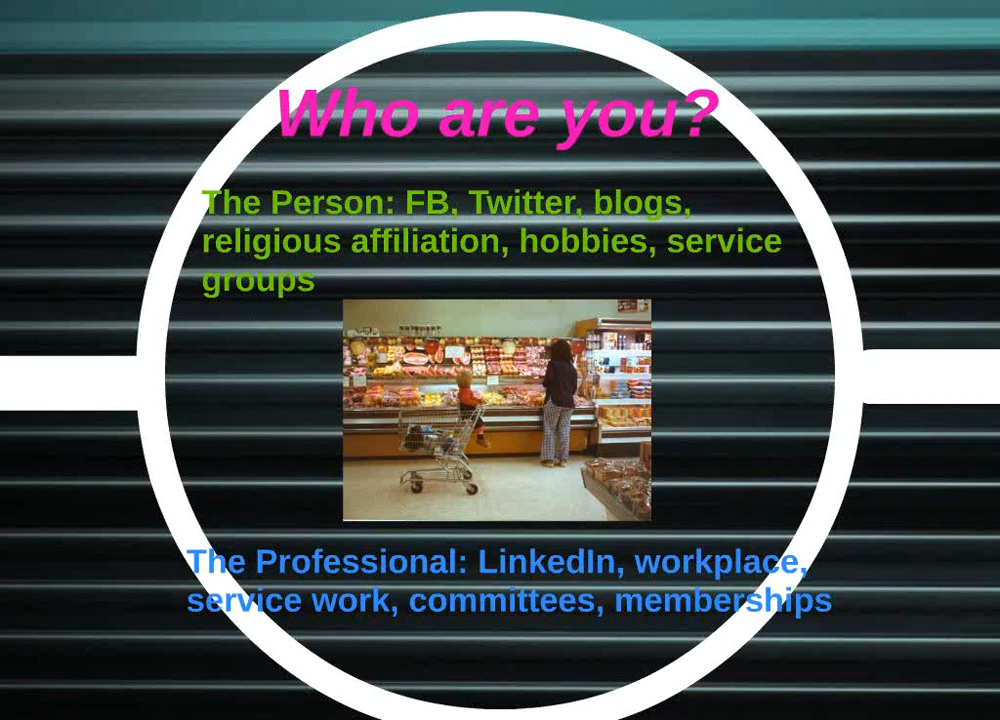 Who are you?
The Person: FB, Twitter, blogs,
religious affiliation, hobbies, service
groups
The Professional: LinkedIn, workplace,
service work, committees, memberships